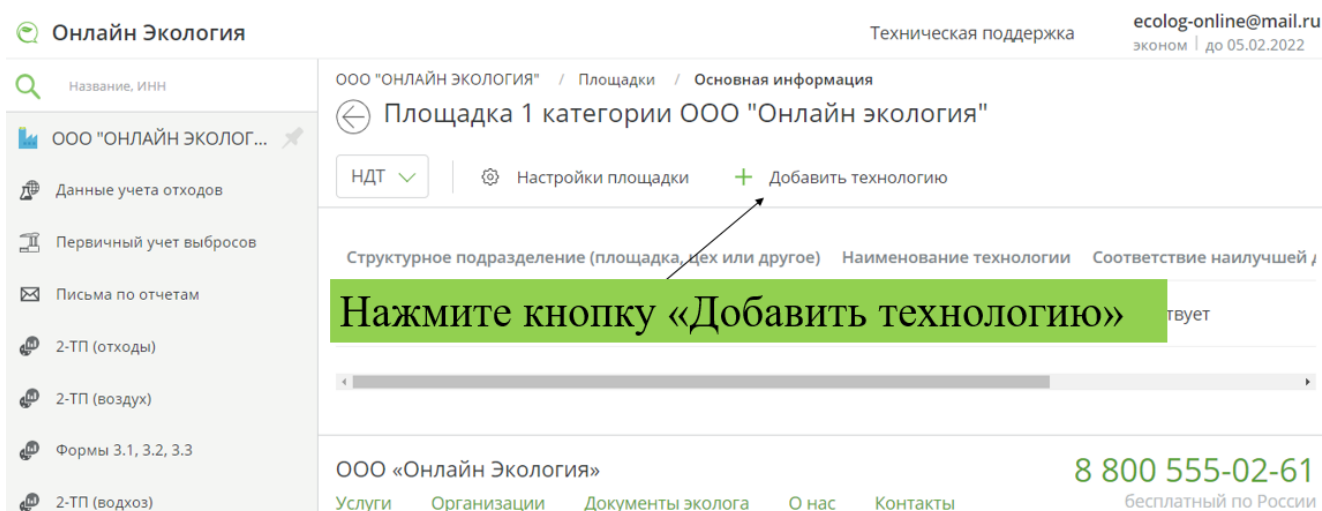 Онлайн Экология
Техническая поддержка
ecolog-online@mail.ru
эконом | до 05.02.2022
Название, ИНН
ООО "ОНЛАЙН ЭКОЛОГИЯ" / Площадки / Основная информация
Площадка 1 категории ООО "Онлайн экология"
ООО "ОНЛАЙН ЭКОЛОГ...
НДТ
Настройки площадки
+ Добавить технологию
Данные учета отходов
Первичный учет выбросов
Структурное подразделение (площадка, цех или другое) Наименование технологии Соответствие наилучшей
Письма по отчетам
Нажмите кнопку «Добавить технологию»
твует
2-ТП (отходы)
2-ТП (воздух)
Формы 3.1, 3.2, 3.3
2-ТП (водхоз)
ООО «Онлайн Экология»
8 800 555-02-61
Услуги Организации Документы эколога О нас Контакты
бесплатный по России